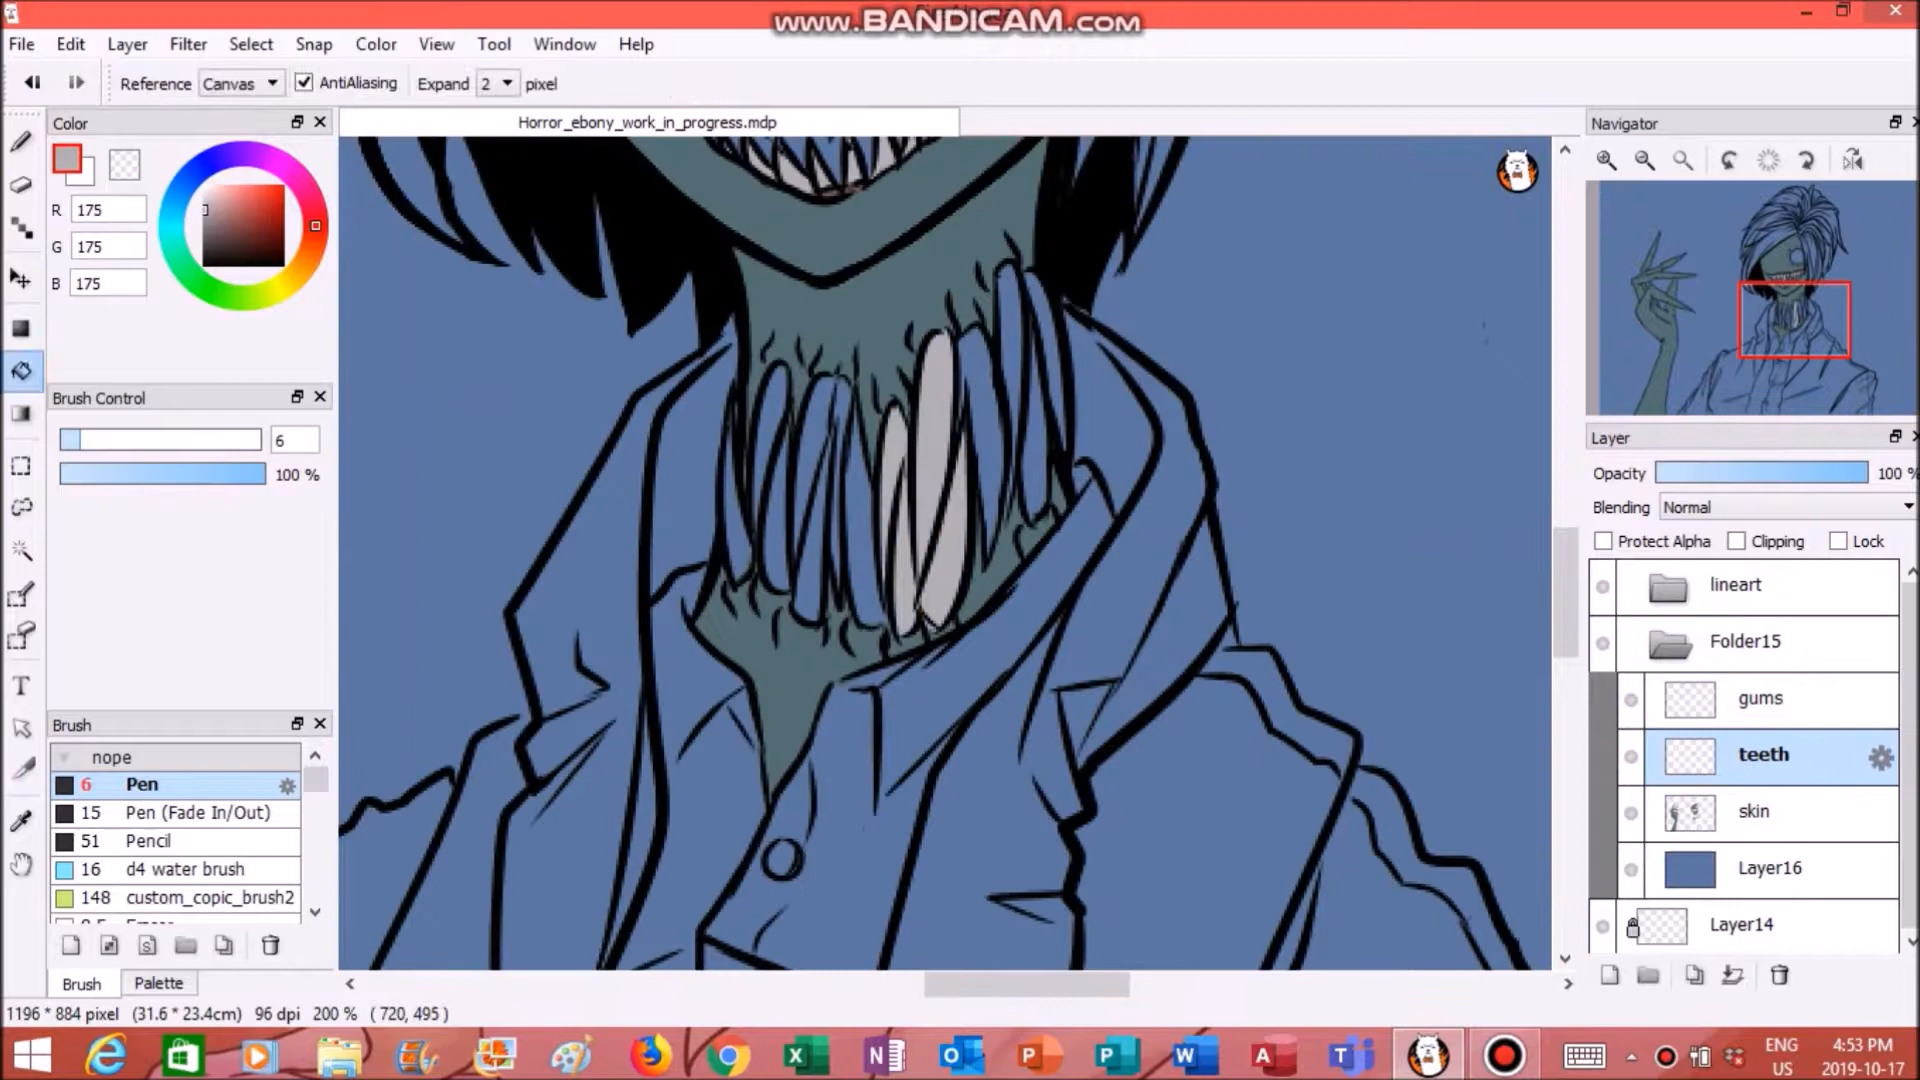 www.BANDICAM.com
File Edit Layer Filter Select Snap Color View Tool Window Help
Reference Canvas AntiAliasing Expand 2 pixel
Color
Horror_ebony_work_in_progress.mdp
Navigator
R 175
G 175
B 175
Brush Control
6
100 %
Layer
Opacity 100 %
Blending Normal
Protect Alpha Clipping Lock
lineart
Folder15
gums
teeth
skin
Layer16
Layer14
Brush
nope
6 Pen
15 Pen (Fade In/Out)
51 Pencil
16 d4 water brush
148 custom_copic_brush2
Brush Palette
1196 * 884 pixel (31.6 * 23.4cm) 96 dpi 200 % ( 720, 495 )
ENG 4:53 PM
US 2019-10-17